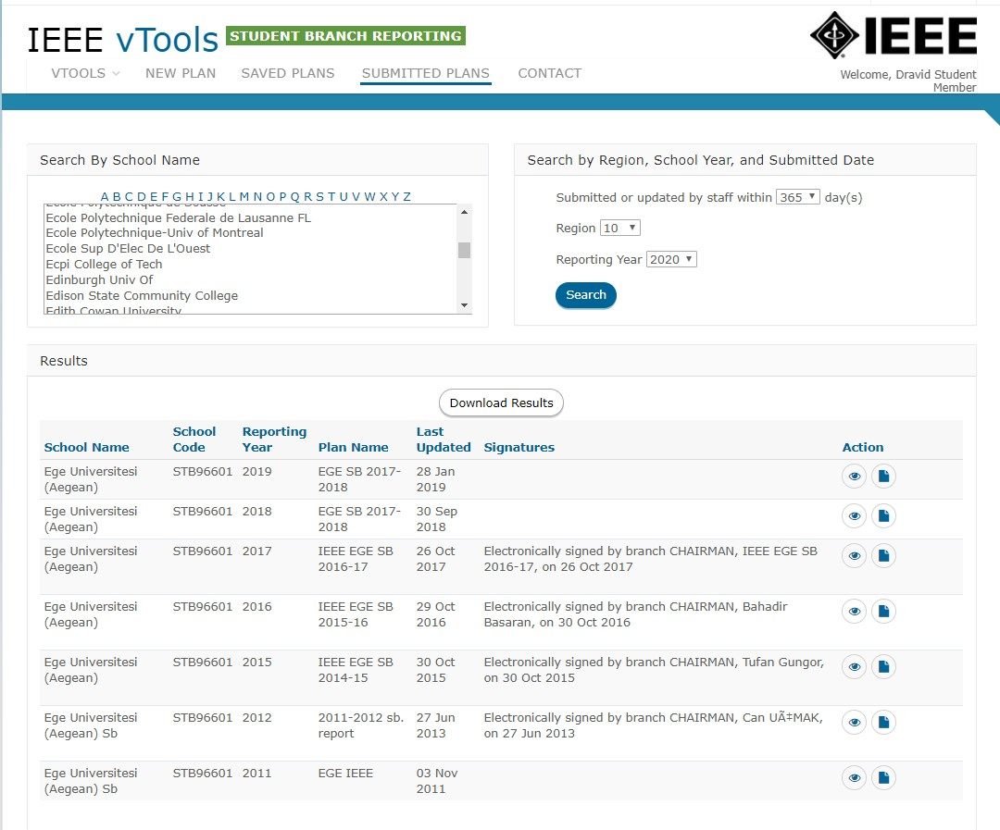 IEEE vTools STUDENT BRANCH REPORTING
IEEE
VTOOLS NEW PLAN SAVED PLANS SUBMITTED PLANS CONTACT
Welcome, Dravid Student
Member
Search By School Name
A B C D E F G H I J K L M N O P Q R S T U V W X Y Z
Ecole Polytechnique de Sousse
Ecole Polytechnique Federale de Lausanne FL
Ecole Polytechnique-Univ of Montreal
Ecole Sup D'Elec De L'Ouest
Ecpi College of Tech
Edinburgh Univ Of
Edison State Community College
Edith Cowan University
Search by Region, School Year, and Submitted Date
Submitted or updated by staff within 365 day(s)
Region 10
Reporting Year 2020
Search
Results
Download Results
School Name School Code Reporting Year Plan Name Last Updated Signatures Action
Ege Universitesi STB96601 2019 EGE SB 2017- 28 Jan
(Aegean) 2018 2019
Ege Universitesi STB96601 2018 EGE SB 2017- 30 Sep
(Aegean) 2018 2018
Ege Universitesi STB96601 2017 IEEE EGE SB 26 Oct Electronically signed by branch CHAIRMAN, IEEE EGE SB
(Aegean) 2016-17 2017 2016-17, on 26 Oct 2017
Ege Universitesi STB96601 2016 IEEE EGE SB 29 Oct Electronically signed by branch CHAIRMAN, Bahadir
(Aegean) 2015-16 2016 Basaran, on 30 Oct 2016
Ege Universitesi STB96601 2015 IEEE EGE SB 30 Oct Electronically signed by branch CHAIRMAN, Tufan Gungor,
(Aegean) 2014-15 2015 on 30 Oct 2015
Ege Universitesi STB96601 2012 2011-2012 sb. 27 Jun Electronically signed by branch CHAIRMAN, Can UÃ‡MAK,
(Aegean) Sb report 2013 on 27 Jun 2013
Ege Universitesi STB96601 2011 EGE IEEE 03 Nov
(Aegean) Sb 2011